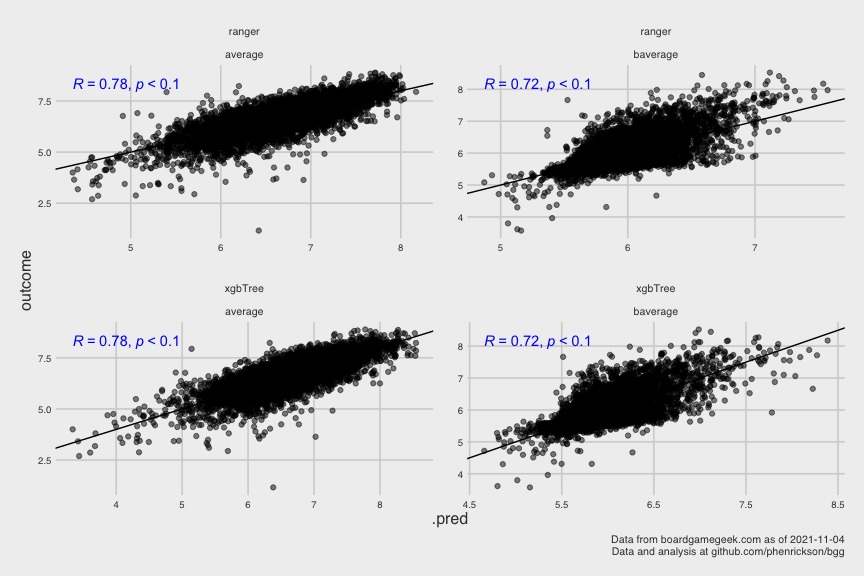 ranger
average
R = 0.78, p < 0.1
7.5
5.0
2.5
5 6 7 8
ranger
baverage
R = 0.72, p < 0.1
8
7
6
5
4
5 6 7
outcome
xgbTree
average
R = 0.78, p < 0.1
7.5
5.0
2.5
4 5 6 7 8
xgbTree
baverage
R = 0.72, p < 0.1
8
7
6
5
4
4.5 5.5 6.5 7.5 8.5
.pred
Data from boardgamegeek.com as of 2021-11-04
Data and analysis at github.com/phenrickson/bgg